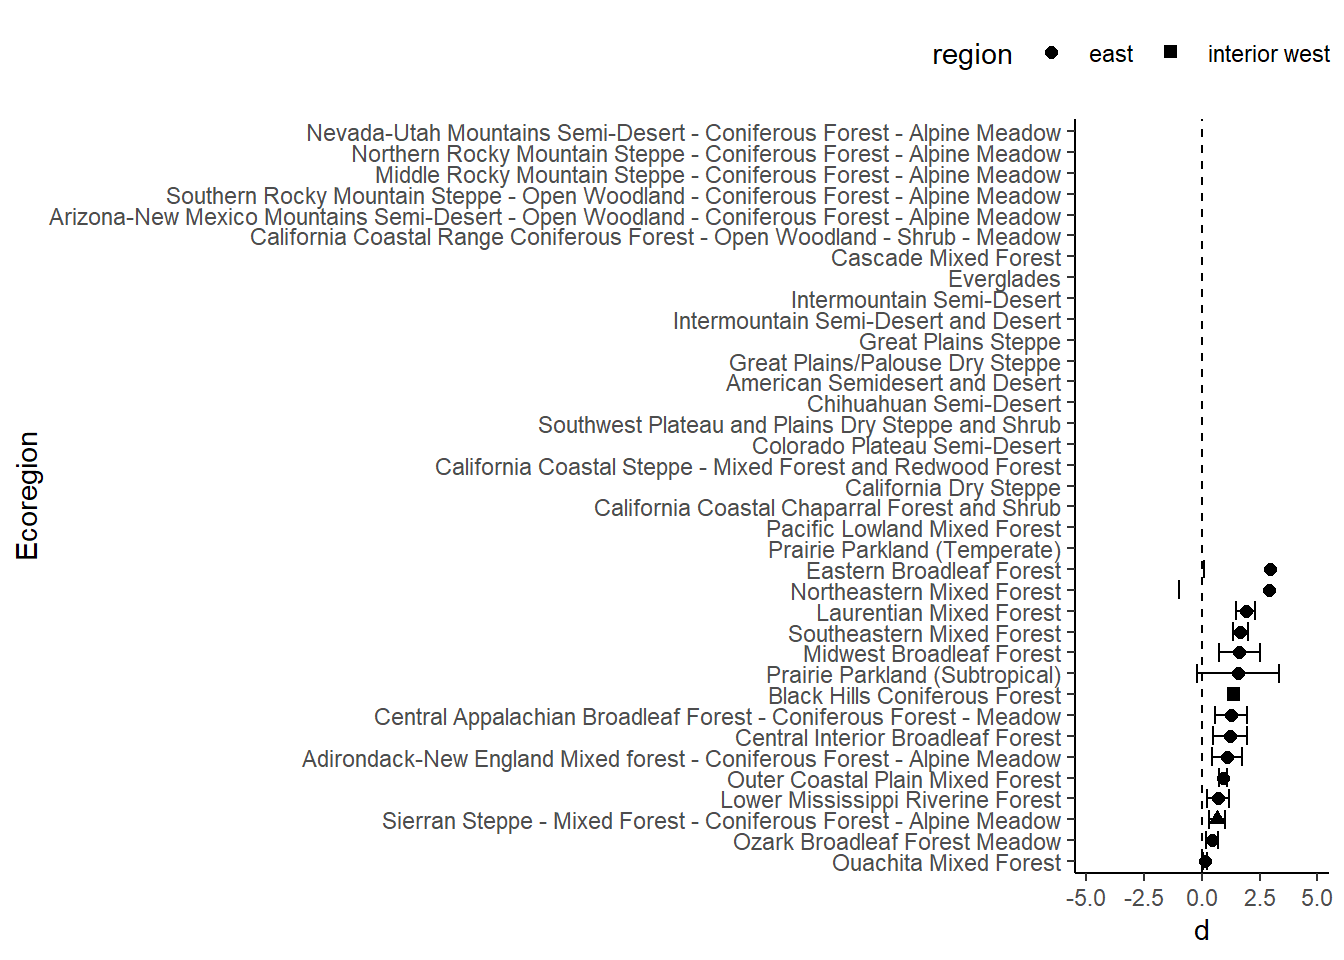 region east interior west
Nevada-Utah Mountains Semi-Desert - Coniferous Forest - Alpine Meadow
Northern Rocky Mountain Steppe - Coniferous Forest - Alpine Meadow
Middle Rocky Mountain Steppe - Coniferous Forest - Alpine Meadow
Southern Rocky Mountain Steppe - Open Woodland - Coniferous Forest - Alpine Meadow
Arizona-New Mexico Mountains Semi-Desert - Open Woodland - Coniferous Forest - Alpine Meadow
California Coastal Range Coniferous Forest - Open Woodland - Shrub - Meadow
Cascade Mixed Forest
Everglades
Intermountain Semi-Desert
Intermountain Semi-Desert and Desert
Great Plains Steppe
Great Plains/Palouse Dry Steppe
American Semidesert and Desert
Chihuahuan Semi-Desert
Southwest Plateau and Plains Dry Steppe and Shrub
Colorado Plateau Semi-Desert
California Coastal Steppe - Mixed Forest and Redwood Forest
California Dry Steppe
California Coastal Chaparral Forest and Shrub
Pacific Lowland Mixed Forest
Prairie Parkland (Temperate)
Eastern Broadleaf Forest
Northeastern Mixed Forest
Laurentian Mixed Forest
Southeastern Mixed Forest
Midwest Broadleaf Forest
Prairie Parkland (Subtropical)
Black Hills Coniferous Forest
Central Appalachian Broadleaf Forest - Coniferous Forest - Meadow
Central Interior Broadleaf Forest
Adirondack-New England Mixed forest - Coniferous Forest - Alpine Meadow
Outer Coastal Plain Mixed Forest
Lower Mississippi Riverine Forest
Sierran Steppe - Mixed Forest - Coniferous Forest - Alpine Meadow
Ozark Broadleaf Forest Meadow
Ouachita Mixed Forest
Ecoregion
-5.0 -2.5 0.0 2.5 5.0
d